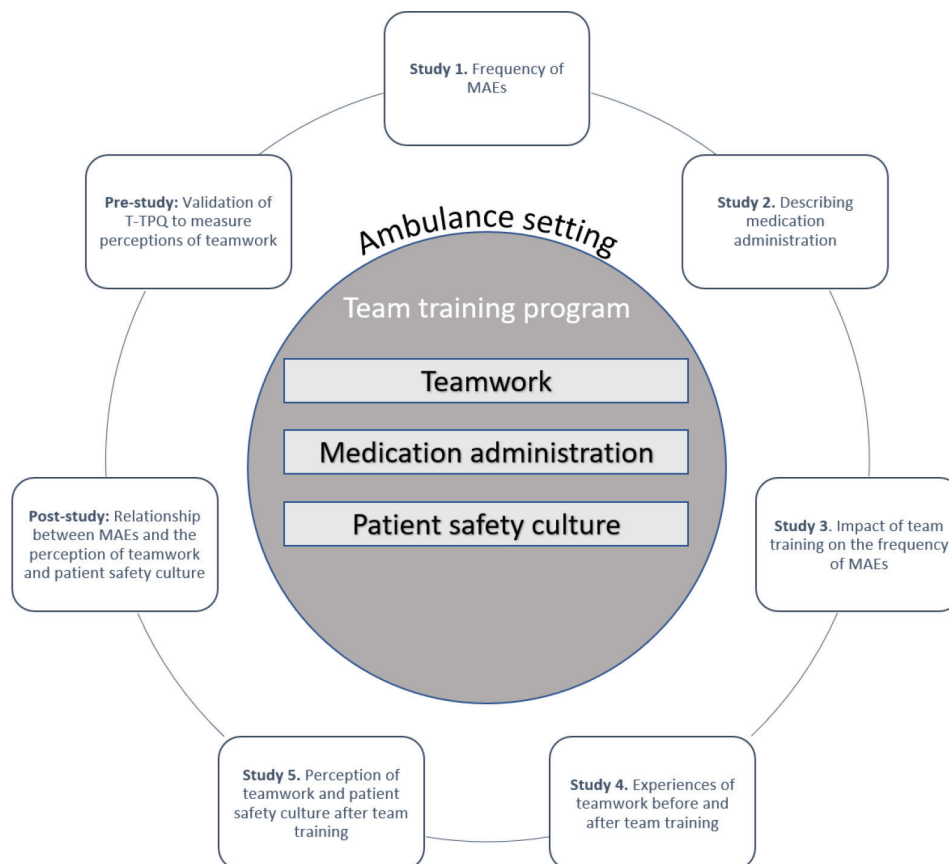 Study 1. Frequency of
MAEs
Pre-study: Validation of
T-TPQ to measure
perceptions of teamwork
Study 2. Describing
medication
administration
Ambulance setting
Team training program
Teamwork
Medication administration
Patient safety culture
Post-study: Relationship
between MAEs and the
perception of teamwork
and patient safety culture
Study 3. Impact of team
training on the frequency
of MAEs
Study 5. Perception of
teamwork and patient
safety culture after team
training
Study 4. Experiences of
teamwork before and
after team training